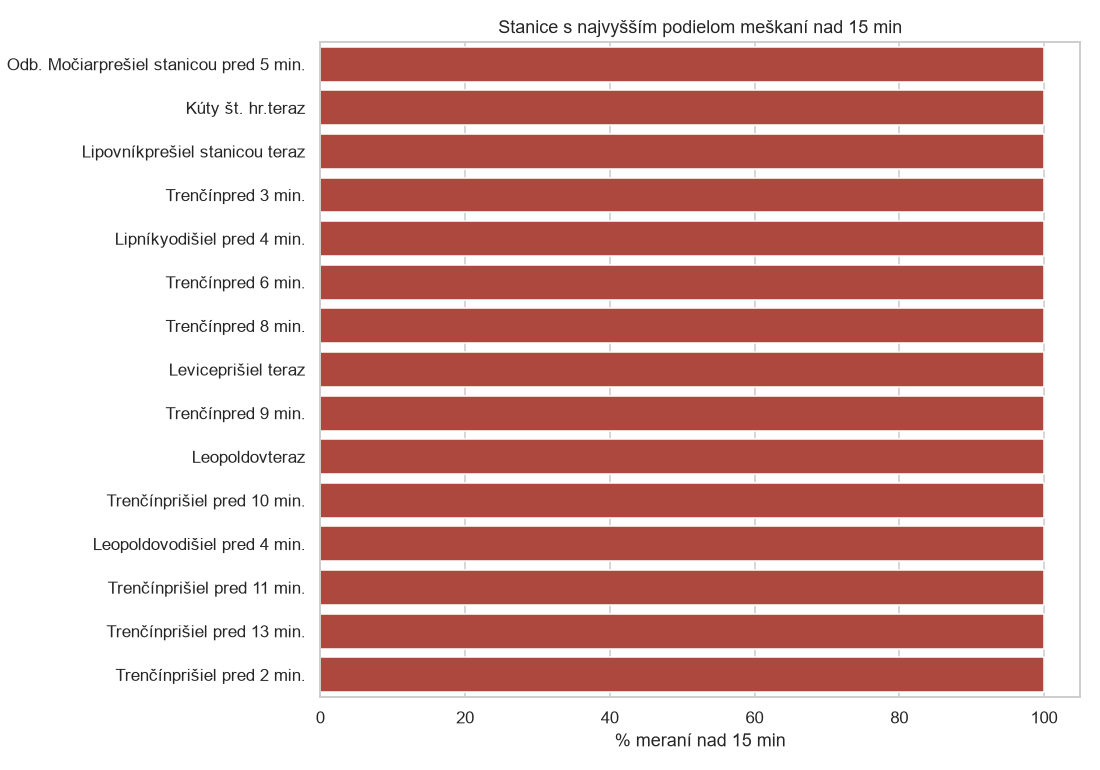 Stanice s najvyšším podielom meškaní nad 15 min
Odb. Močiarprešiel stanicou pred 5 min.
Kúty št. hr.teraz
Lipovníkprešiel stanicou teraz
Trenčínpred 3 min.
Lipníkyodišiel pred 4 min.
Trenčínpred 6 min.
Trenčínpred 8 min.
Leviceprišiel teraz
Trenčínpred 9 min.
Leopoldovteraz
Trenčínprišiel pred 10 min.
Leopoldovodišiel pred 4 min.
Trenčínprišiel pred 11 min.
Trenčínprišiel pred 13 min.
Trenčínprišiel pred 2 min.
0 20 40 60 80 100
% meraní nad 15 min